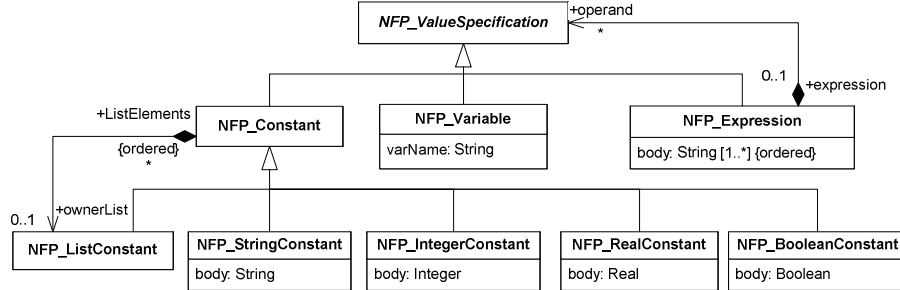 +operand
NFP_ValueSpecification
*
0..1
+expression
+ListElements
NFP_Constant
NFP_Variable
NFP_Expression
{ordered}
*
varName: String
body: String [1..*] {ordered}
0..1
+ownerList
NFP_ListConstant
NFP_StringConstant
NFP_IntegerConstant
NFP_RealConstant
NFP_BooleanConstant
body: String
body: Integer
body: Real
body: Boolean